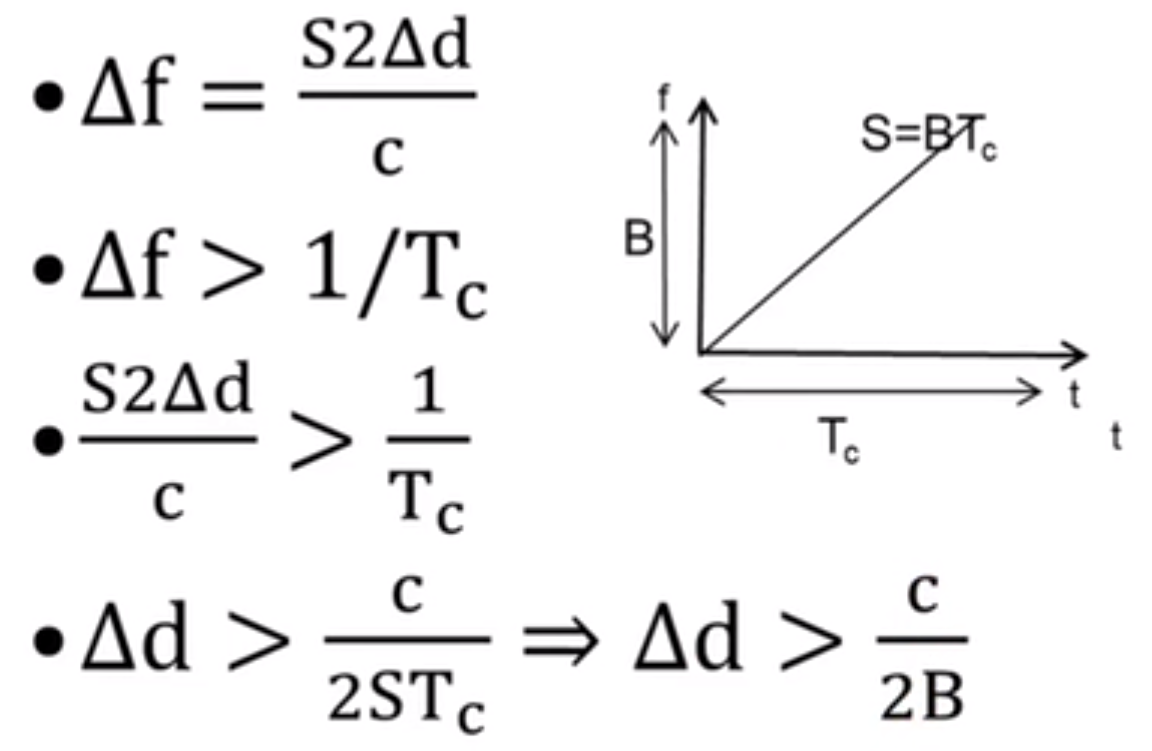 • Δf = S2Δd / c
• Δf > 1/T_c
• S2Δd / c > 1 / T_c
• Δd > c / 2ST_c ⇒ Δd > c / 2B
f
S=BT_c
B
t
T_c
t